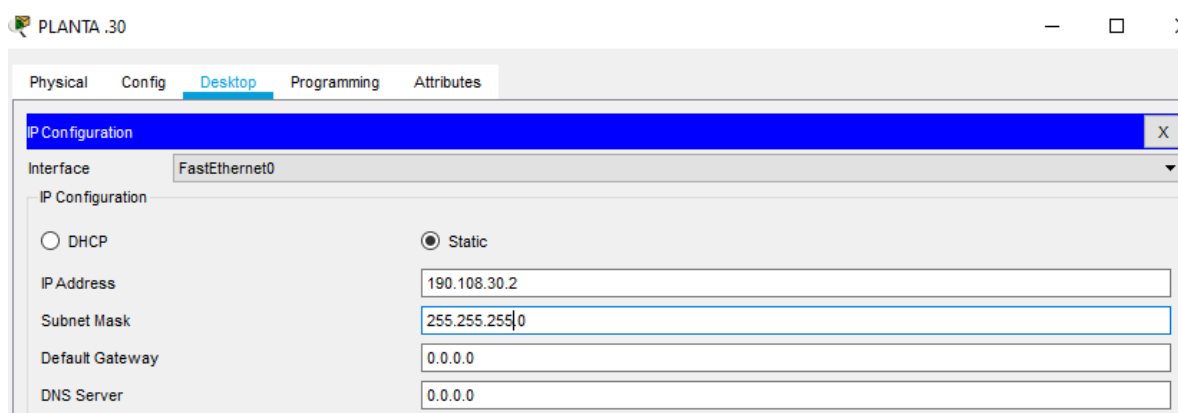 PLANTA .30
Physical Config Desktop Programming Attributes
IP Configuration X
Interface FastEthernet0
IP Configuration
DHCP Static
IP Address 190.108.30.2
Subnet Mask 255.255.255.0
Default Gateway 0.0.0.0
DNS Server 0.0.0.0